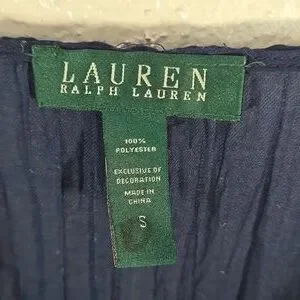 LAUREN
RALPH LAUREN
100%
POLYESTER
EXCLUSIVE OF
DECORATION
MADE IN
CHINA
S